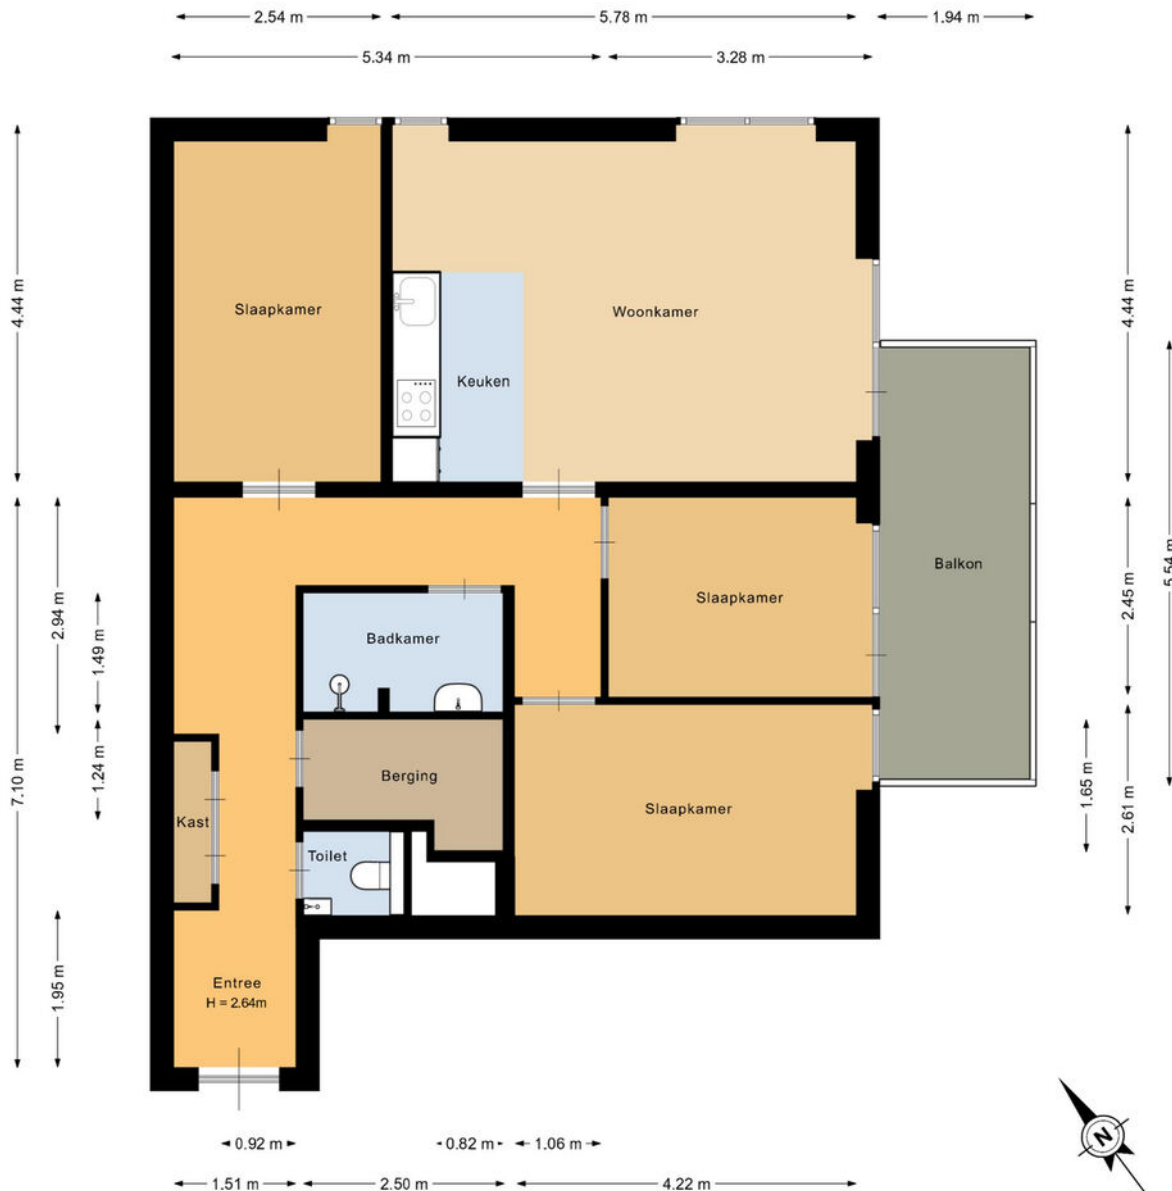 2.54 m
5.78 m
1.94 m
5.34 m
3.28 m
4.44 m
4.44 m
Slaapkamer
Woonkamer
Keuken
7.10 m
2.94 m
1.49 m
1.24 m
1.95 m
Slaapkamer
Balkon
5.54 m
2.45 m
Badkamer
Berging
Slaapkamer
1.65 m
2.61 m
Kast
Toilet
Entree
H = 2.64m
0.92 m
0.82 m
1.06 m
1.51 m
2.50 m
4.22 m
N